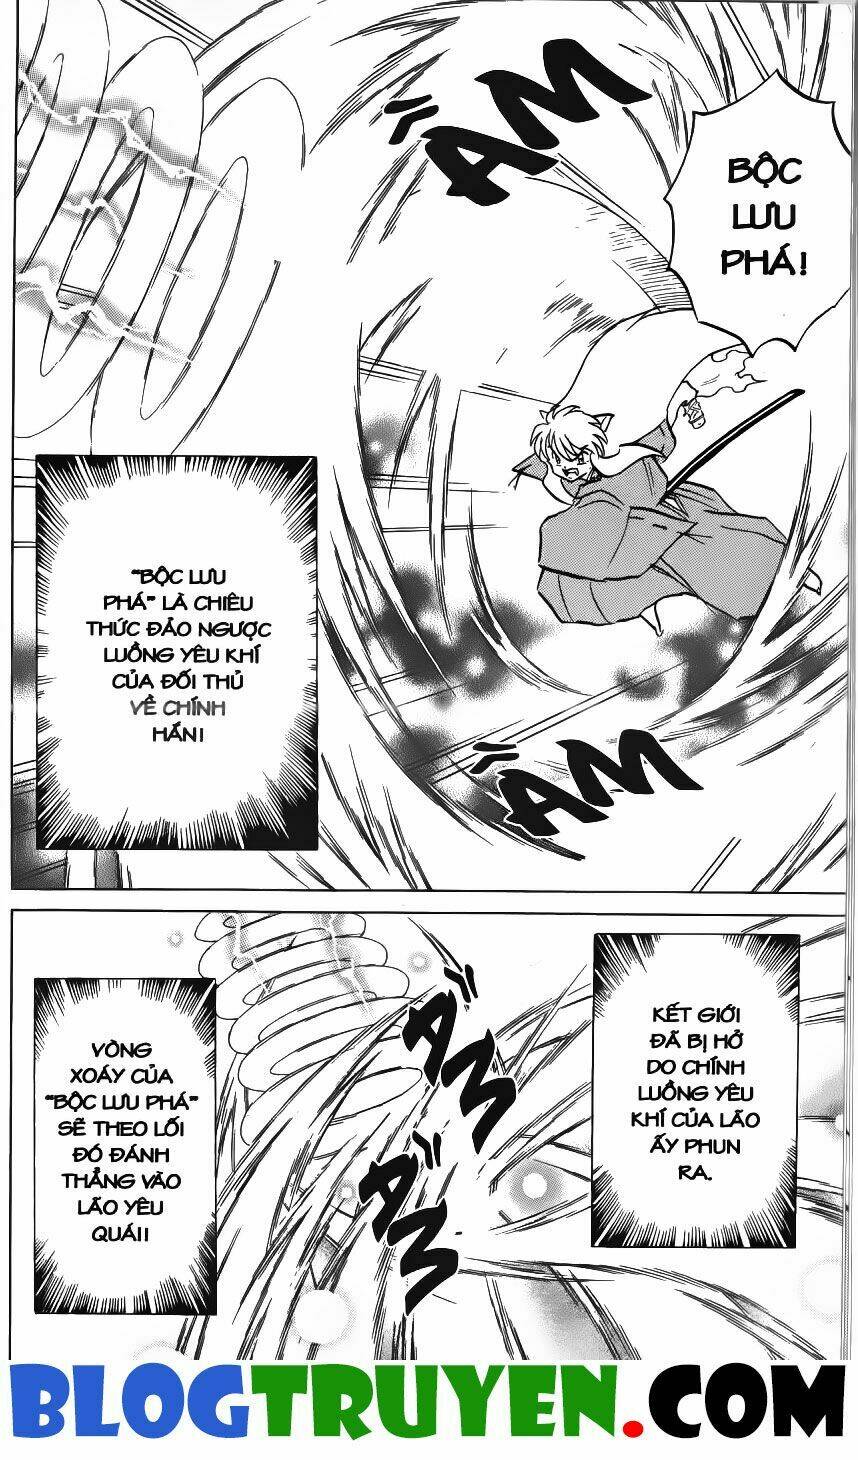 ẦM
BỘC
LƯU
PHÁ!
"BỘC LƯU
PHÁ" LÀ CHIÊU
THỨC ĐẢO NGƯỢC
LUỒNG YÊU KHÍ
CỦA ĐỐI THỦ
VỀ CHÍNH
HẮN!
ẦM
KẾT GIỚI
ĐÃ BỊ HỞ
DO CHÍNH
LUỒNG YÊU
KHÍ CỦA LÃO
ẤY PHUN
RA.
ẦM
VÒNG
XOÁY CỦA
"BỘC LƯU PHÁ"
SẼ THEO LỐI
ĐÓ ĐÁNH
THẲNG VÀO
LÃO YÊU
QUÁI!
ẦM
BLOGTRUYEN.COM